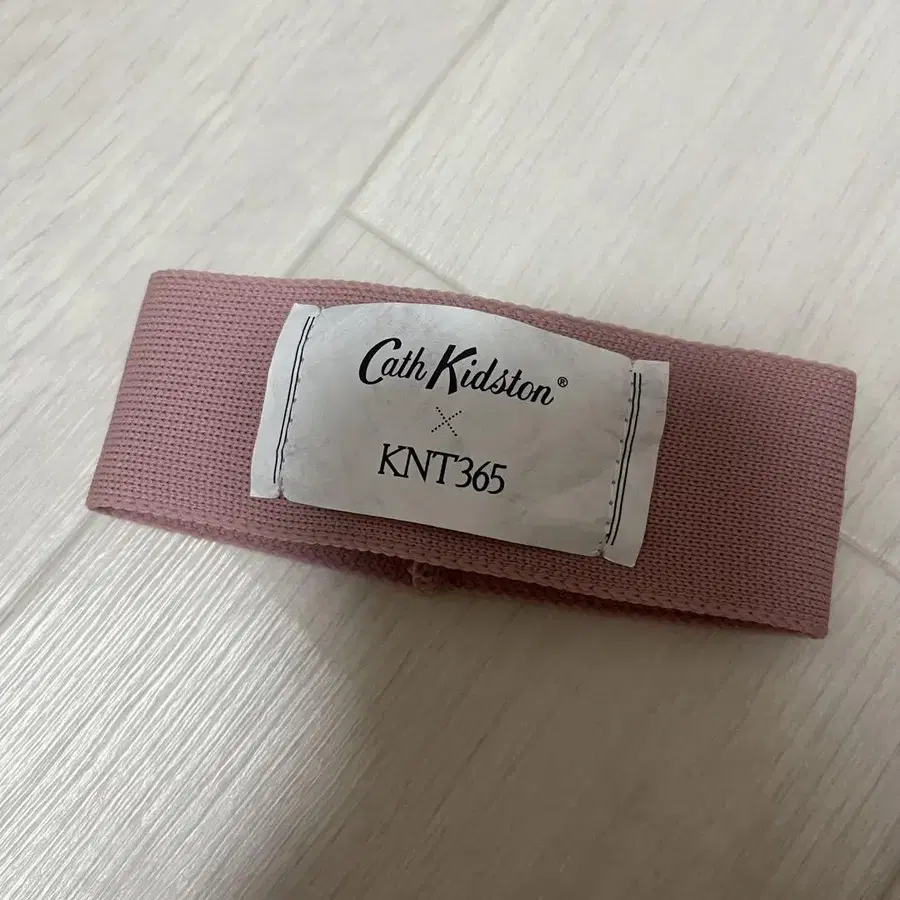 Cath Kidston®
×
KNT365